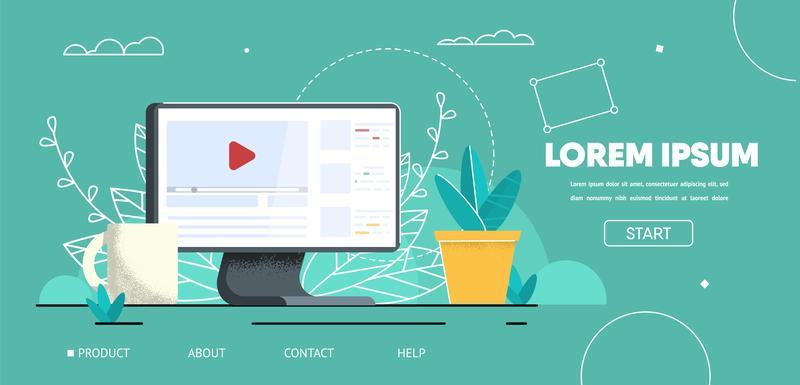 LOREM IPSUM
Lorem ipsum dolor sit amet, consectetur adipiscing elit, sed
diam nonummy nibh euismod tincidunt ut laoreet dolore.
START
PRODUCT ABOUT CONTACT HELP